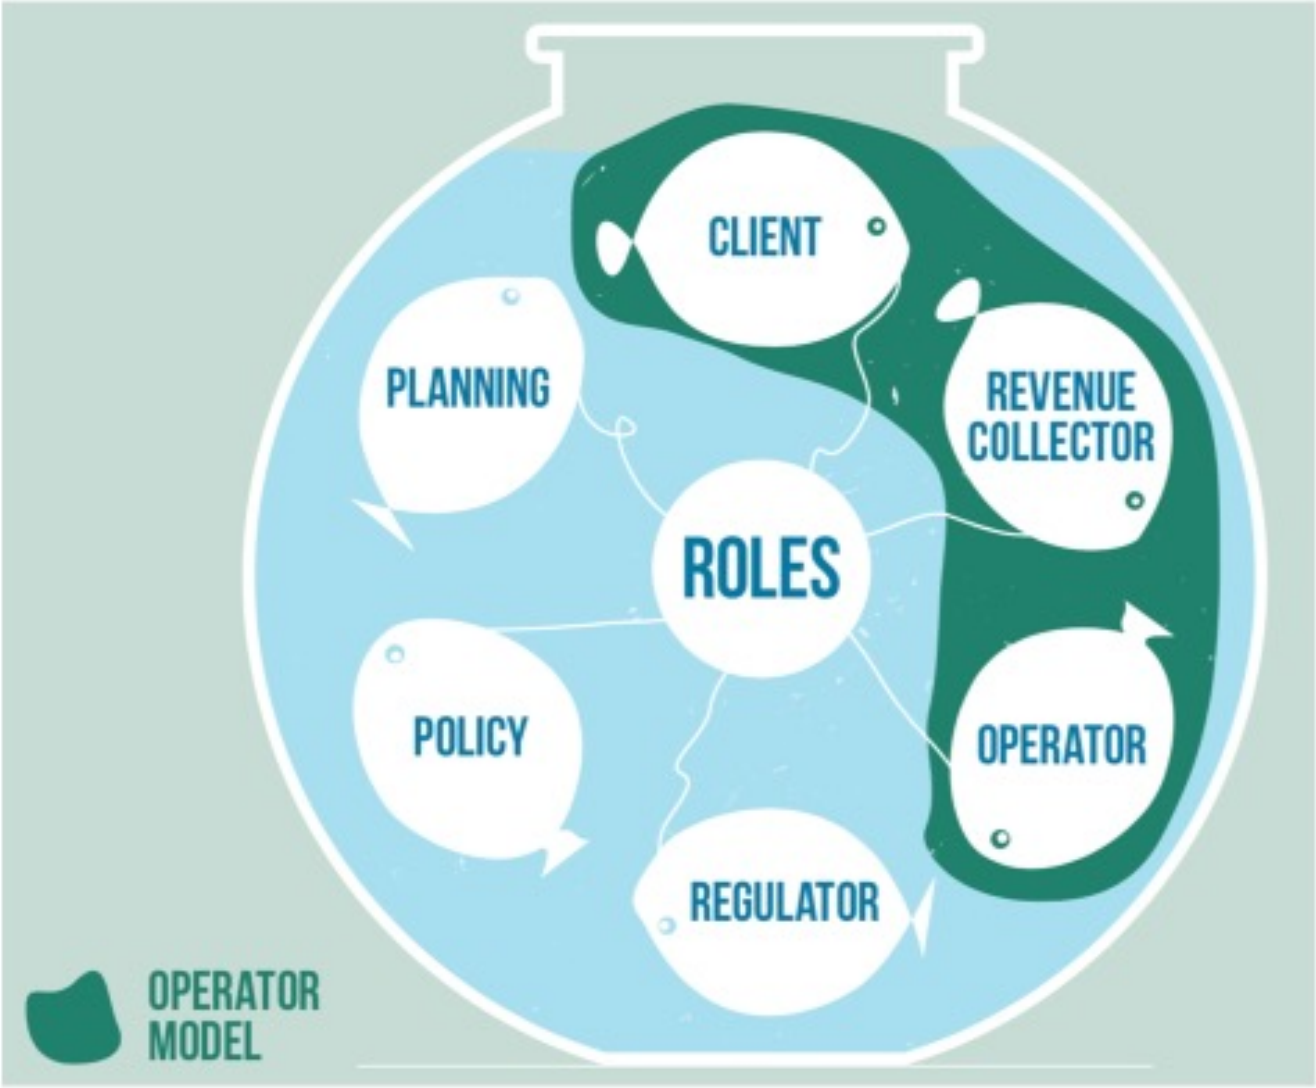 CLIENT
PLANNING
REVENUE
COLLECTOR
ROLES
POLICY
OPERATOR
REGULATOR
OPERATOR
MODEL